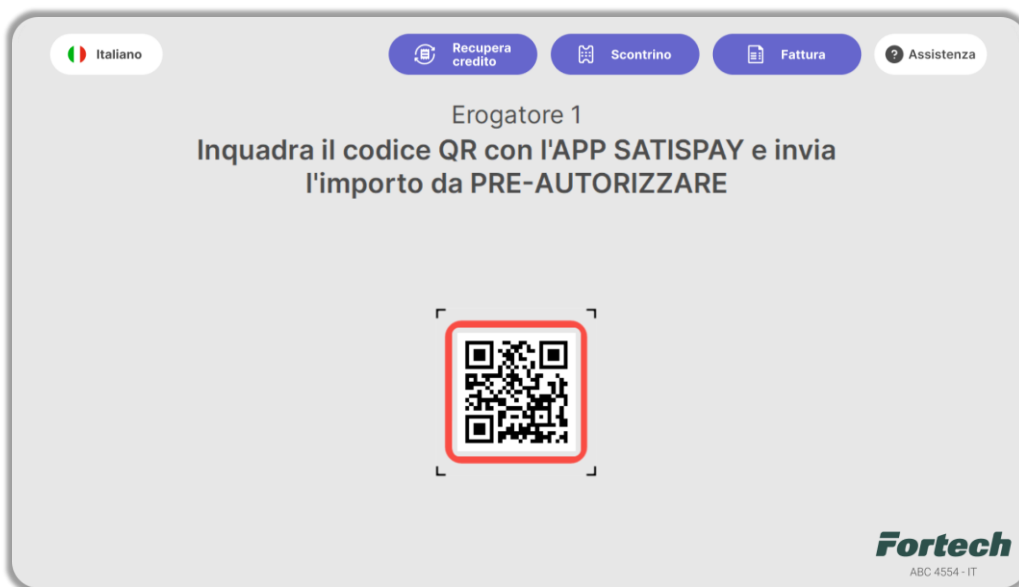 Italiano
Recupera
credito
Scontrino
Fattura
? Assistenza
Erogatore 1
Inquadra il codice QR con l'APP SATISPAY e invia
l'importo da PRE-AUTORIZZARE
Fortech
ABC 4554 - IT